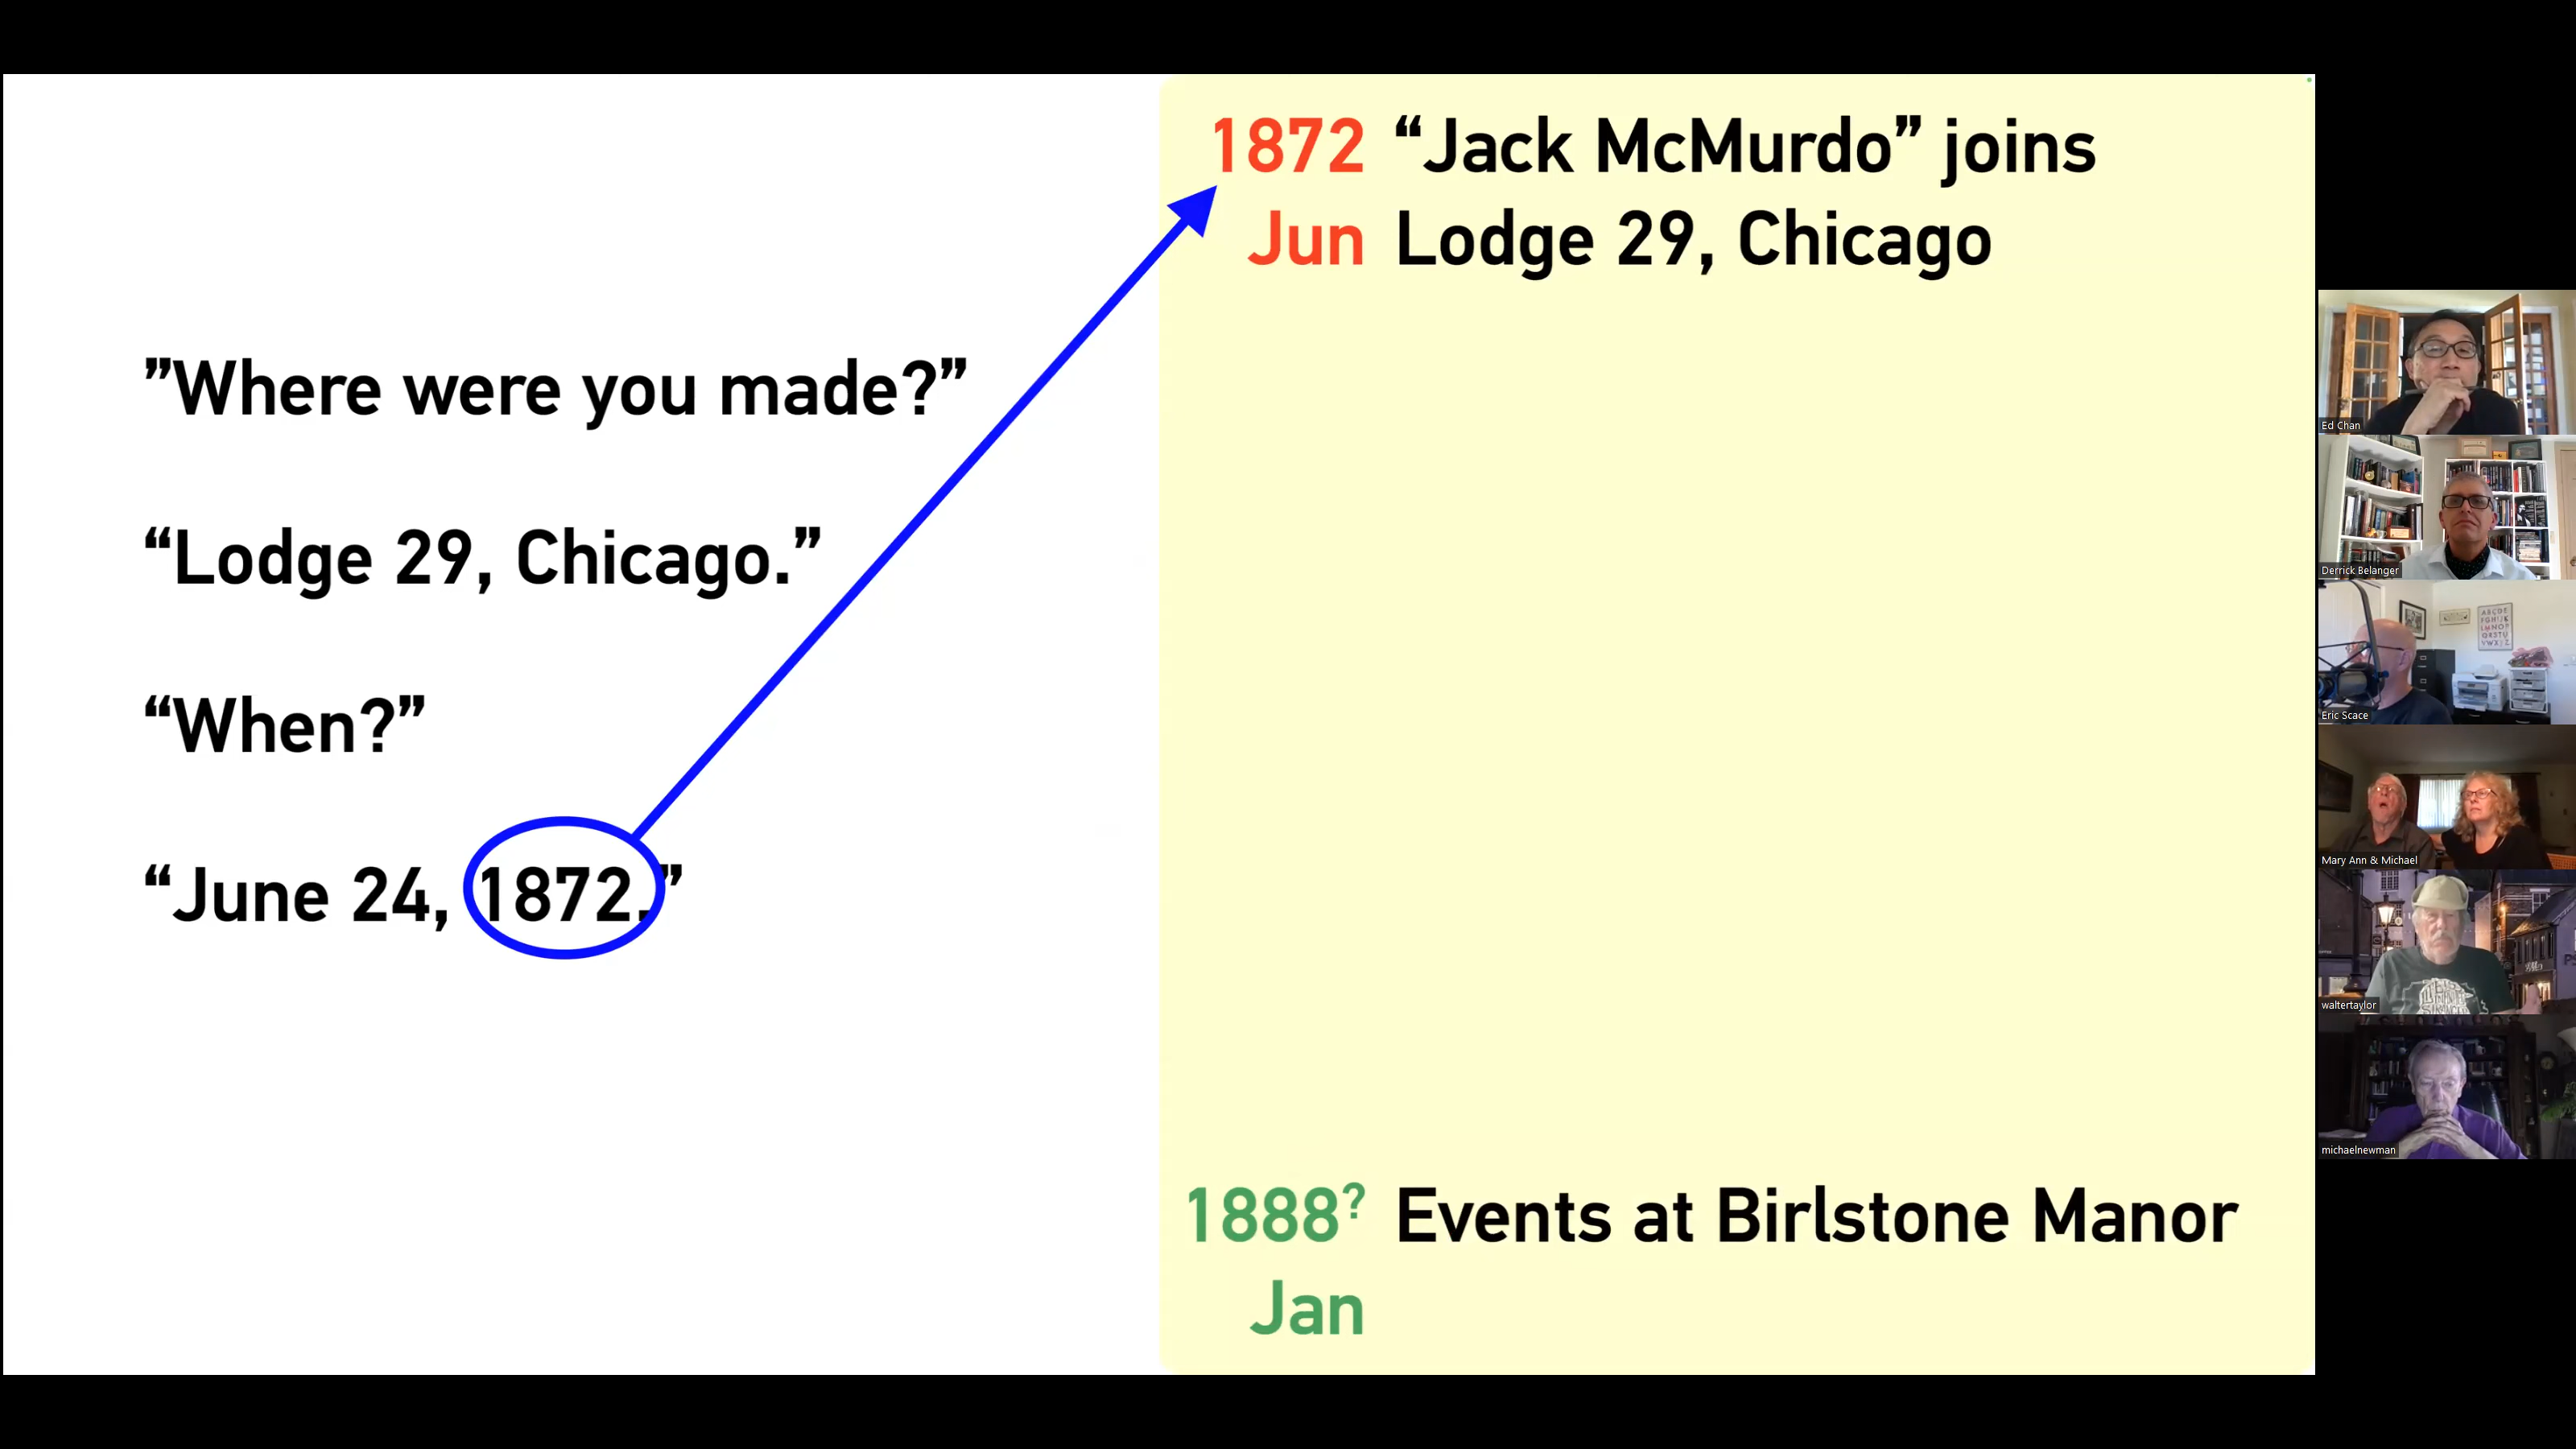 ”Where were you made?”
“Lodge 29, Chicago.”
“When?”
“June 24, 1872.”
1872 “Jack McMurdo” joins
Jun Lodge 29, Chicago
1888? Events at Birlstone Manor
Jan
Ed Chan
Derrick Belanger
Eric Scace
Mary Ann & Michael
waltertaylor
michaelnewman